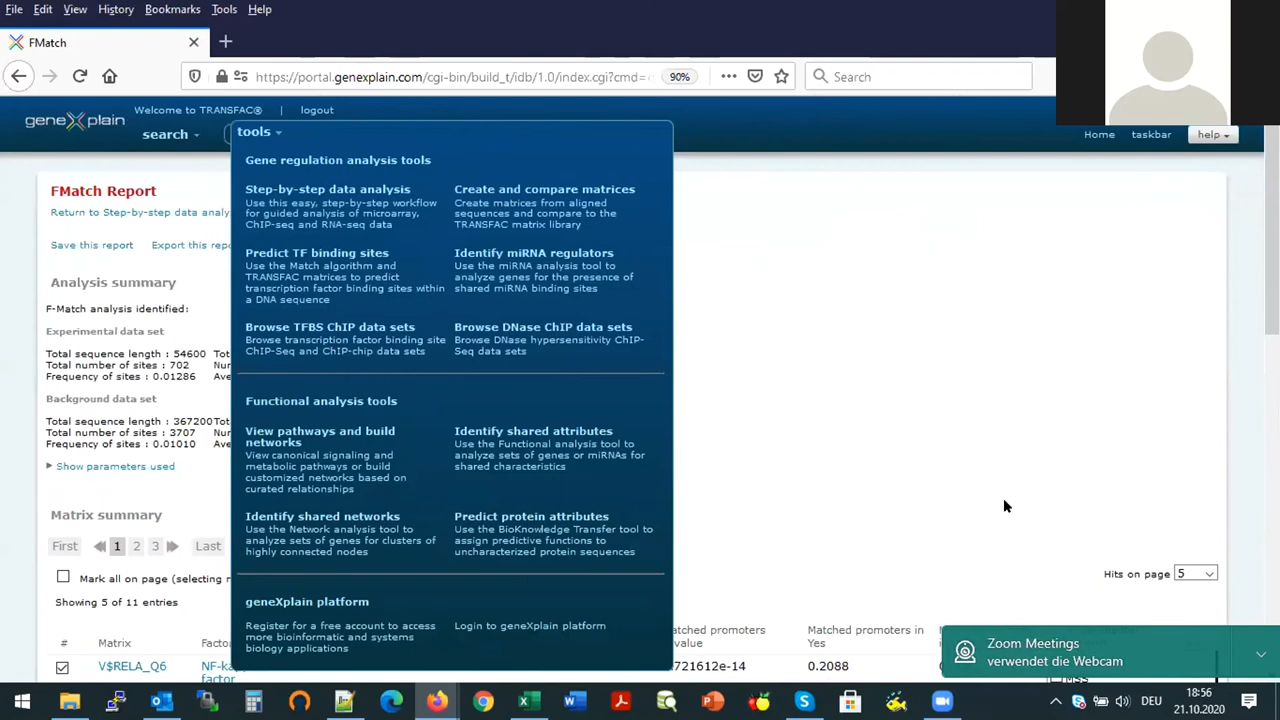 File Edit View History Bookmarks Tools Help
FMatch
https://portal.genexplain.com/cgi-bin/build_t/idb/1.0/index.cgi?cmd=
90%
Search
geneXplain
Welcome to TRANSFAC® | logout
search
tools
Home
taskbar
help
FMatch Report
Return to Step-by-step data analy
Save this report
Export this rep
Analysis summary
F-Match analysis identified:
Experimental data set
Total sequence length : 54600
Total number of sites : 702
Frequency of sites : 0.01286
Background data set
Total sequence length : 367200
Total number of sites : 3707
Frequency of sites : 0.01010
Show parameters used
Matrix summary
First 1 2 3 Last
Mark all on page (selecting
Showing 5 of 11 entries
# Matrix
V$RELA_Q6
factor
Gene regulation analysis tools
Step-by-step data analysis
Use this easy, step-by-step workflow
for guided analysis of microarray,
ChIP-seq and RNA-seq data
Create and compare matrices
Create matrices from aligned
sequences and compare to the
TRANSFAC matrix library
Predict TF binding sites
Use the Match algorithm and
TRANSFAC matrices to predict
transcription factor binding sites within
a DNA sequence
Identify miRNA regulators
Use the miRNA analysis tool to
analyze genes for the presence of
shared miRNA binding sites
Browse TFBS ChIP data sets
Browse transcription factor binding site
ChIP-Seq and ChIP-chip data sets
Browse DNase ChIP data sets
Browse DNase hypersensitivity ChIP-
Seq data sets
Functional analysis tools
View pathways and build
networks
View canonical signaling and
metabolic pathways or build
customized networks based on
curated relationships
Identify shared attributes
Use the Functional analysis tool to
analyze sets of genes or miRNAs for
shared characteristics
Identify shared networks
Use the Network analysis tool to
analyze sets of genes for clusters of
highly connected nodes
Predict protein attributes
Use the BioKnowledge Transfer tool to
assign predictive functions to
uncharacterized protein sequences
geneXplain platform
Register for a free account to access
more bioinformatic and systems
biology applications
Login to geneXplain platform
Hits on page 5
Matched promoters in
Yes
0.2088
721612e-14
Zoom Meetings
verwendet die Webcam
DEU
18:56
21.10.2020